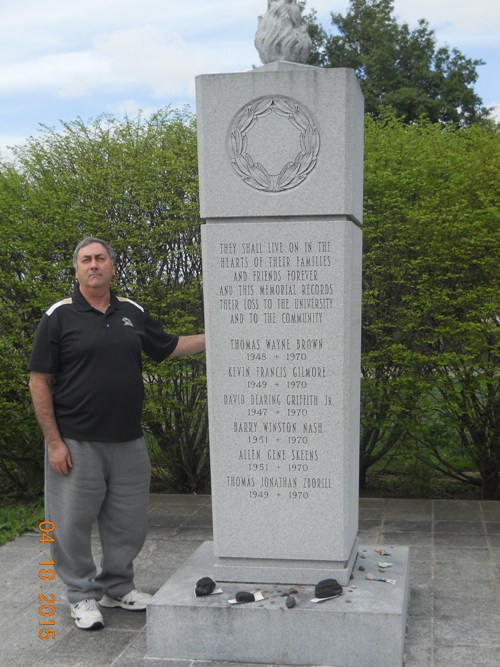 THEY SHALL LIVE ON IN THE
HEARTS OF THEIR FAMILIES
AND FRIENDS FOREVER
AND THIS MEMORIAL RECORDS
THEIR LOSS TO THE UNIVERSITY
AND TO THE COMMUNITY
THOMAS WAYNE BROWN
1948 + 1970
KEVIN FRANCIS GILMORE
1949 + 1970
DAVID DEARING GRIFFITH JR.
1947 + 1970
BARRY WINSTON NASH
1951 + 1970
ALLEN GENE SKEENS
1951 + 1970
THOMAS JONATHAN ZBORILL
1949 + 1970
04.18.2015